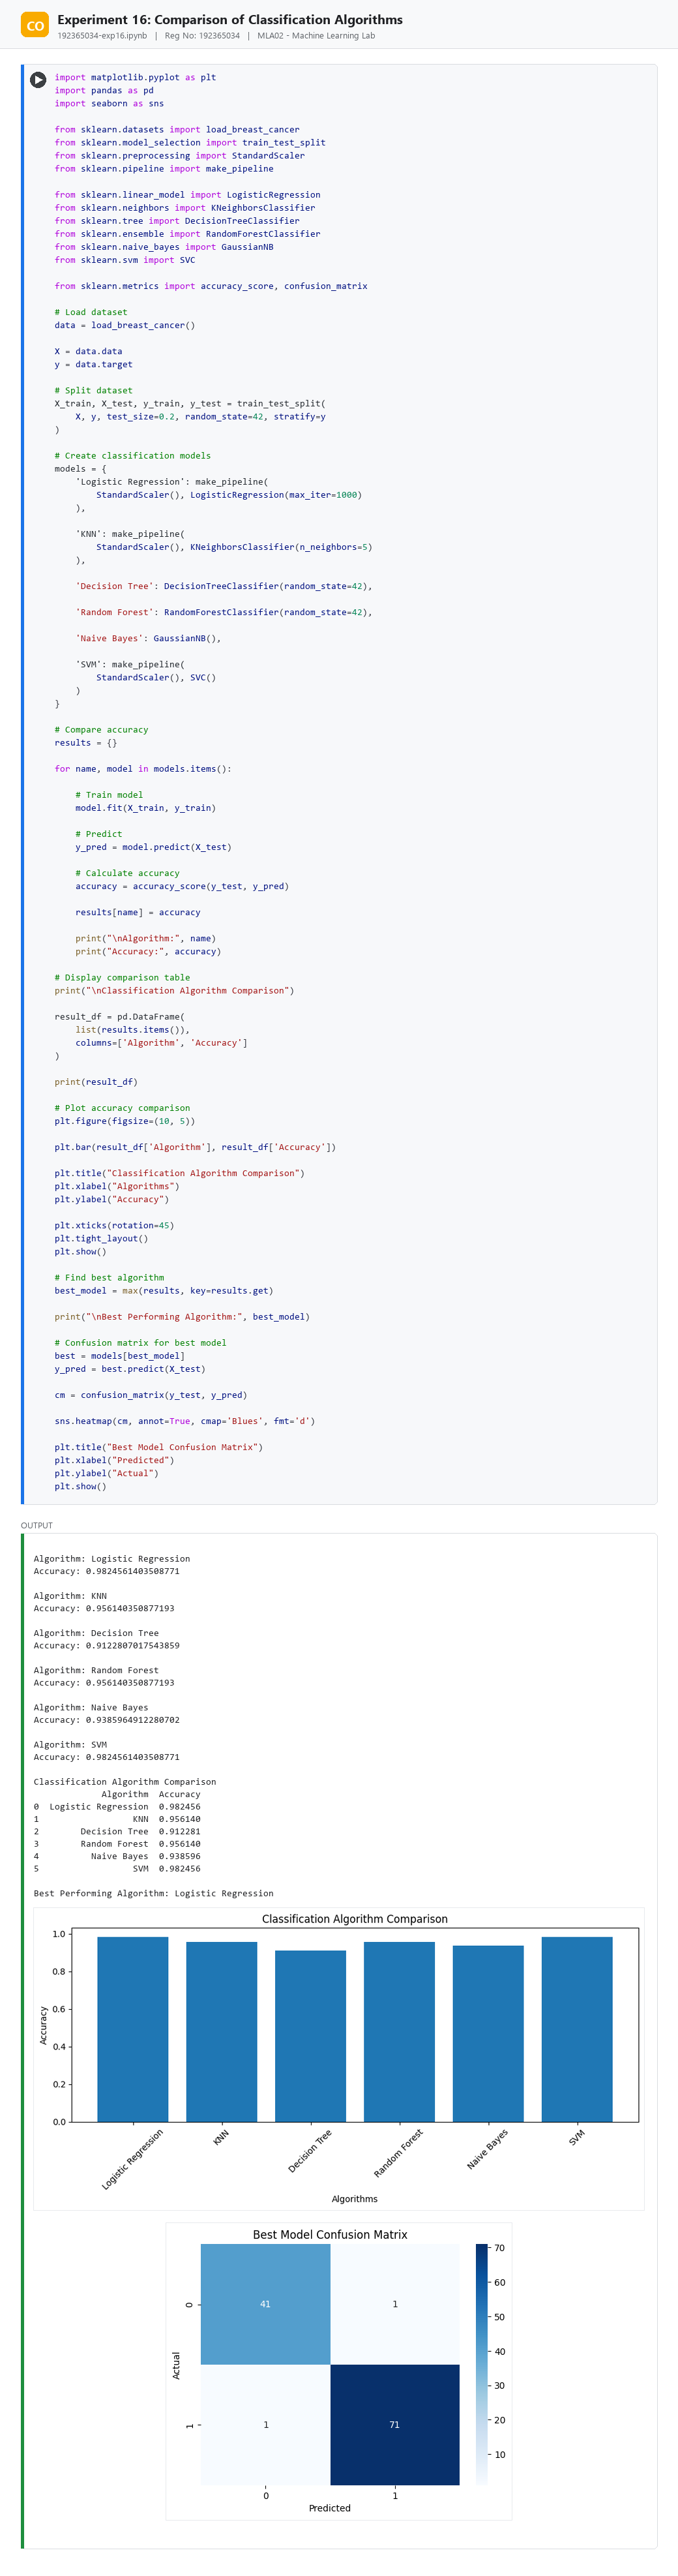 CO
Experiment 16: Comparison of Classification Algorithms
192365034-exp16.ipynb | Reg No: 192365034 | MLA02 - Machine Learning Lab
import matplotlib.pyplot as plt
import pandas as pd
import seaborn as sns
from sklearn.datasets import load_breast_cancer
from sklearn.model_selection import train_test_split
from sklearn.preprocessing import StandardScaler
from sklearn.pipeline import make_pipeline
from sklearn.linear_model import LogisticRegression
from sklearn.neighbors import KNeighborsClassifier
from sklearn.tree import DecisionTreeClassifier
from sklearn.ensemble import RandomForestClassifier
from sklearn.naive_bayes import GaussianNB
from sklearn.svm import SVC
from sklearn.metrics import accuracy_score, confusion_matrix
# Load dataset
data = load_breast_cancer()
X = data.data
y = data.target
# Split dataset
X_train, X_test, y_train, y_test = train_test_split(
    X, y, test_size=0.2, random_state=42, stratify=y
)
# Create classification models
models = {
    'Logistic Regression': make_pipeline(
        StandardScaler(), LogisticRegression(max_iter=1000)
    ),
    'KNN': make_pipeline(
        StandardScaler(), KNeighborsClassifier(n_neighbors=5)
    ),
    'Decision Tree': DecisionTreeClassifier(random_state=42),
    'Random Forest': RandomForestClassifier(random_state=42),
    'Naive Bayes': GaussianNB(),
    'SVM': make_pipeline(
        StandardScaler(), SVC()
    )
}
# Compare accuracy
results = {}
for name, model in models.items():
    # Train model
    model.fit(X_train, y_train)
    # Predict
    y_pred = model.predict(X_test)
    # Calculate accuracy
    accuracy = accuracy_score(y_test, y_pred)
    results[name] = accuracy
    print("\nAlgorithm:", name)
    print("Accuracy:", accuracy)
# Display comparison table
print("\nClassification Algorithm Comparison")
result_df = pd.DataFrame(
    list(results.items()),
    columns=['Algorithm', 'Accuracy']
)
print(result_df)
# Plot accuracy comparison
plt.figure(figsize=(10, 5))
plt.bar(result_df['Algorithm'], result_df['Accuracy'])
plt.title("Classification Algorithm Comparison")
plt.xlabel("Algorithms")
plt.ylabel("Accuracy")
plt.xticks(rotation=45)
plt.tight_layout()
plt.show()
# Find best algorithm
best_model = max(results, key=results.get)
print("\nBest Performing Algorithm:", best_model)
# Confusion matrix for best model
best = models[best_model]
y_pred = best.predict(X_test)
cm = confusion_matrix(y_test, y_pred)
sns.heatmap(cm, annot=True, cmap='Blues', fmt='d')
plt.title("Best Model Confusion Matrix")
plt.xlabel("Predicted")
plt.ylabel("Actual")
plt.show()
OUTPUT
Algorithm: Logistic Regression
Accuracy: 0.9824561403508771
Algorithm: KNN
Accuracy: 0.956140350877193
Algorithm: Decision Tree
Accuracy: 0.9122807017543859
Algorithm: Random Forest
Accuracy: 0.956140350877193
Algorithm: Naive Bayes
Accuracy: 0.9385964912280702
Algorithm: SVM
Accuracy: 0.9824561403508771
Classification Algorithm Comparison
             Algorithm  Accuracy
0  Logistic Regression  0.982456
1                  KNN  0.956140
2        Decision Tree  0.912281
3        Random Forest  0.956140
4          Naive Bayes  0.938596
5                  SVM  0.982456
Best Performing Algorithm: Logistic Regression
Classification Algorithm Comparison
1.0
0.8
0.6
0.4
0.2
0.0
Accuracy
Logistic Regression
KNN
Decision Tree
Random Forest
Naive Bayes
SVM
Algorithms
Best Model Confusion Matrix
41 1
1 71
0
1
Actual
0 1
Predicted
70
60
50
40
30
20
10